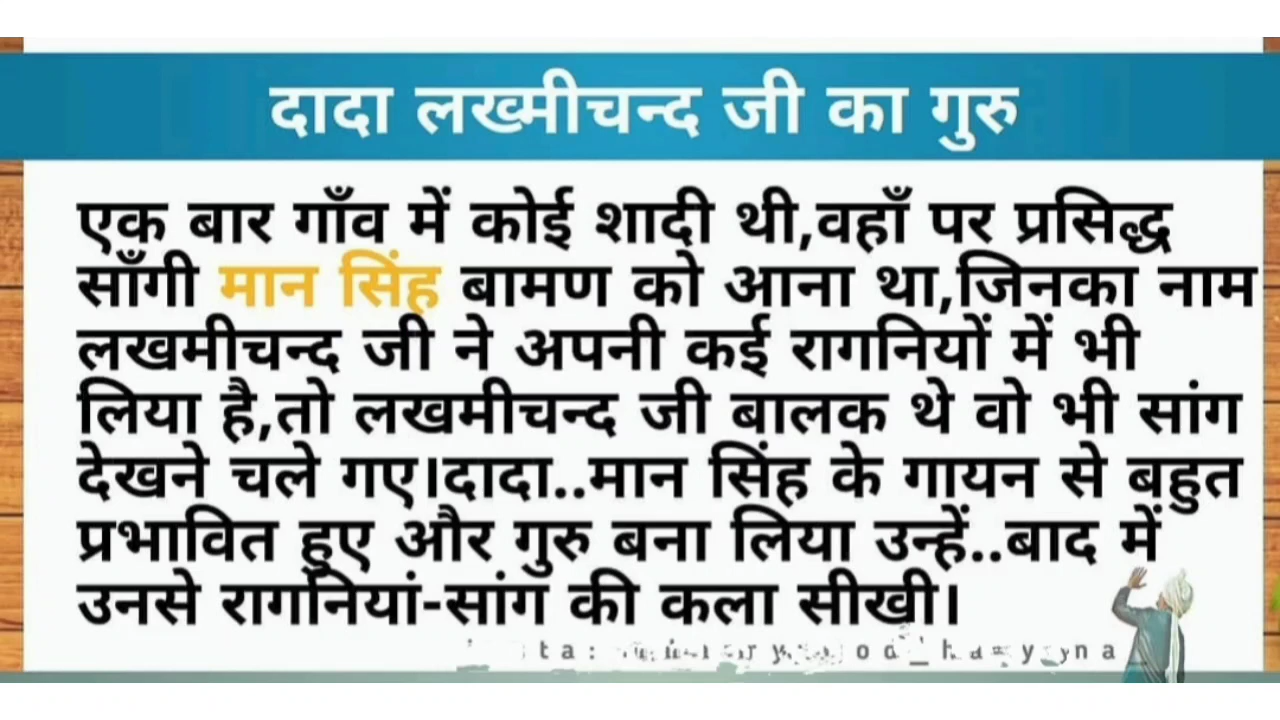 दादा लख्मीचन्द जी का गुरु
एक बार गाँव में कोई शादी थी,वहाँ पर प्रसिद्ध
साँगी मान सिंह बामण को आना था,जिनका नाम
लखमीचन्द जी ने अपनी कई रागनियों में भी
लिया है,तो लखमीचन्द जी बालक थे वो भी सांग
देखने चले गए।दादा..मान सिंह के गायन से बहुत
प्रभावित हुए और गुरु बना लिया उन्हें..बाद में
उनसे रागनियां-सांग की कला सीखी।